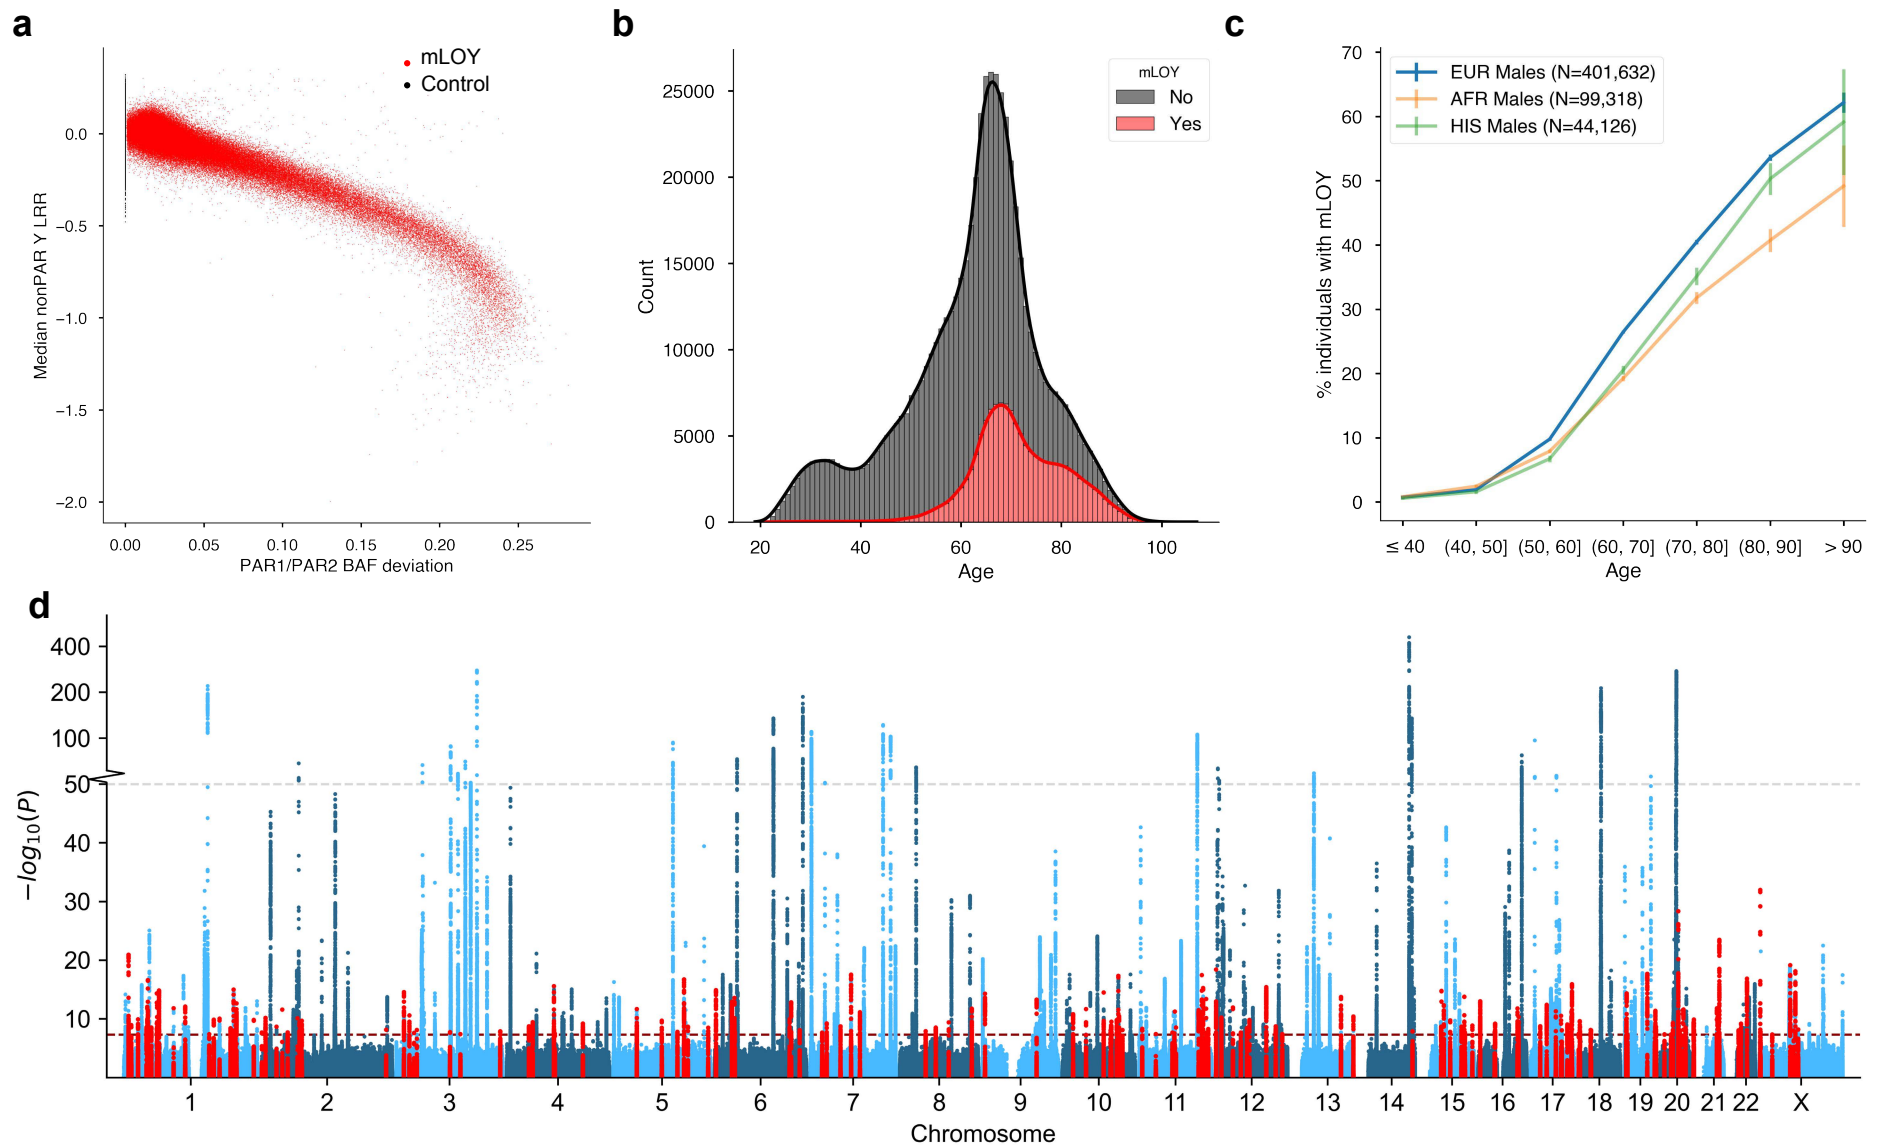 a
mLOY
Control
0.0
−0.5
−1.0
−1.5
−2.0
Median nonPAR Y LRR
0.00 0.05 0.10 0.15 0.20 0.25
PAR1/PAR2 BAF deviation
b
mLOY
No
Yes
25000
20000
15000
10000
5000
0
Count
20 40 60 80 100
Age
c
EUR Males (N=401,632)
AFR Males (N=99,318)
HIS Males (N=44,126)
70
60
50
40
30
20
10
0
% individuals with mLOY
≤ 40 (40, 50] (50, 60] (60, 70] (70, 80] (80, 90] > 90
Age
d
400
200
100
50
40
30
20
10
−log₁₀(P)
1 2 3 4 5 6 7 8 9 10 11 12 13 14 15 16 17 18 19 20 21 22 X
Chromosome